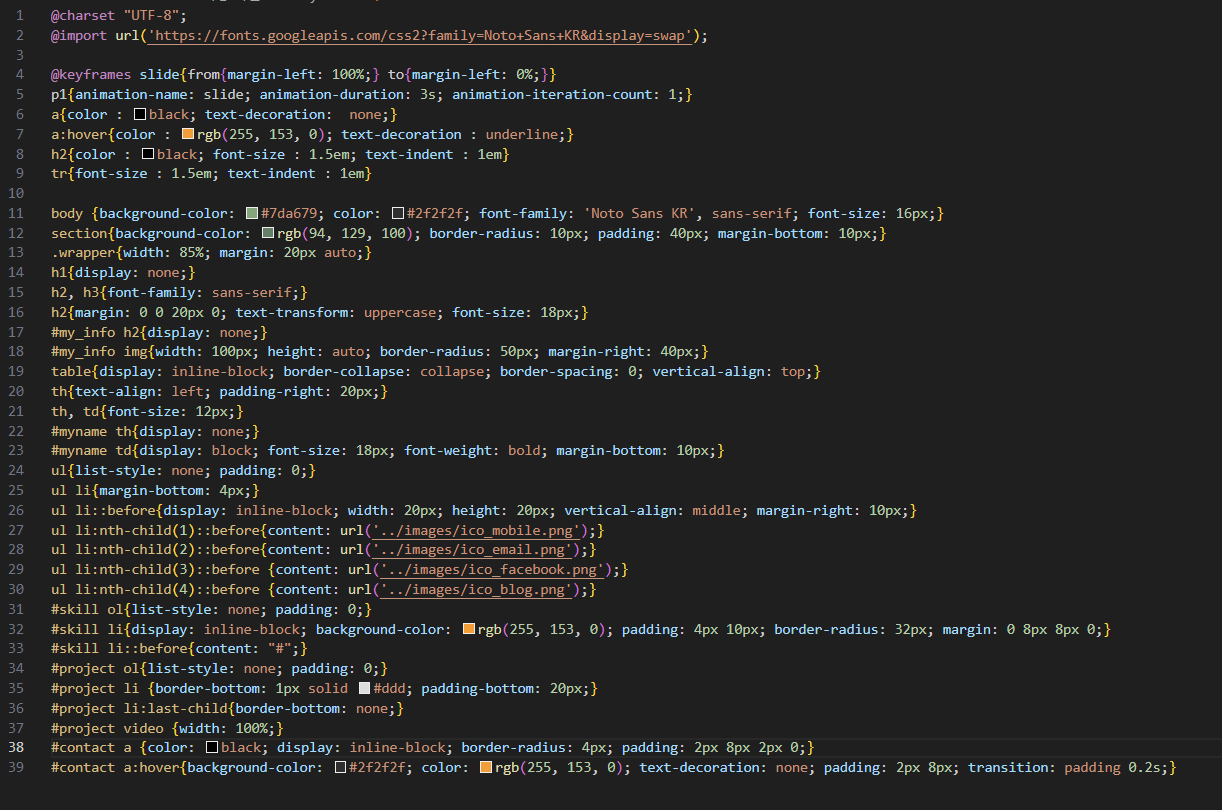 1 @charset "UTF-8";
2 @import url('https://fonts.googleapis.com/css2?family=Noto+Sans+KR&display=swap');
3
4 @keyframes slide{from{margin-left: 100%;} to{margin-left: 0%;}}
5 p1{animation-name: slide; animation-duration: 3s; animation-iteration-count: 1;}
6 a{color : black; text-decoration:  none;}
7 a:hover{color : rgb(255, 153, 0); text-decoration : underline;}
8 h2{color : black; font-size : 1.5em; text-indent : 1em}
9 tr{font-size : 1.5em; text-indent : 1em}
10
11 body {background-color: #7da679; color: #2f2f2f; font-family: 'Noto Sans KR', sans-serif; font-size: 16px;}
12 section{background-color: rgb(94, 129, 100); border-radius: 10px; padding: 40px; margin-bottom: 10px;}
13 .wrapper{width: 85%; margin: 20px auto;}
14 h1{display: none;}
15 h2, h3{font-family: sans-serif;}
16 h2{margin: 0 0 20px 0; text-transform: uppercase; font-size: 18px;}
17 #my_info h2{display: none;}
18 #my_info img{width: 100px; height: auto; border-radius: 50px; margin-right: 40px;}
19 table{display: inline-block; border-collapse: collapse; border-spacing: 0; vertical-align: top;}
20 th{text-align: left; padding-right: 20px;}
21 th, td{font-size: 12px;}
22 #myname th{display: none;}
23 #myname td{display: block; font-size: 18px; font-weight: bold; margin-bottom: 10px;}
24 ul{list-style: none; padding: 0;}
25 ul li{margin-bottom: 4px;}
26 ul li::before{display: inline-block; width: 20px; height: 20px; vertical-align: middle; margin-right: 10px;}
27 ul li:nth-child(1)::before{content: url('../images/ico_mobile.png');}
28 ul li:nth-child(2)::before{content: url('../images/ico_email.png');}
29 ul li:nth-child(3)::before {content: url('../images/ico_facebook.png');}
30 ul li:nth-child(4)::before {content: url('../images/ico_blog.png');}
31 #skill ol{list-style: none; padding: 0;}
32 #skill li{display: inline-block; background-color: rgb(255, 153, 0); padding: 4px 10px; border-radius: 32px; margin: 0 8px 8px 0;}
33 #skill li::before{content: "#";}
34 #project ol{list-style: none; padding: 0;}
35 #project li {border-bottom: 1px solid #ddd; padding-bottom: 20px;}
36 #project li:last-child{border-bottom: none;}
37 #project video {width: 100%;}
38 #contact a {color: black; display: inline-block; border-radius: 4px; padding: 2px 8px 2px 0;}
39 #contact a:hover{background-color: #2f2f2f; color: rgb(255, 153, 0); text-decoration: none; padding: 2px 8px; transition: padding 0.2s;}